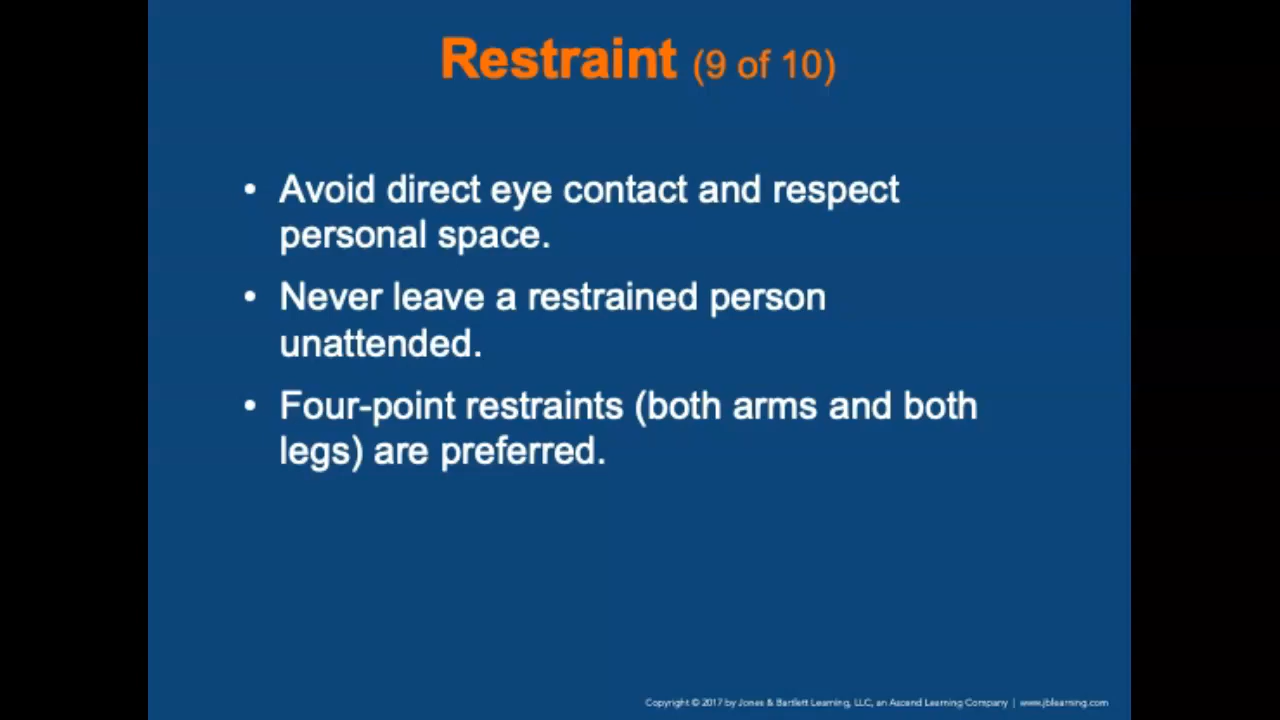 Restraint (9 of 10)
• Avoid direct eye contact and respect
personal space.
• Never leave a restrained person
unattended.
• Four-point restraints (both arms and both
legs) are preferred.
Copyright © 2017 by Jones & Bartlett Learning, LLC, an Ascend Learning Company | www.jblearning.com